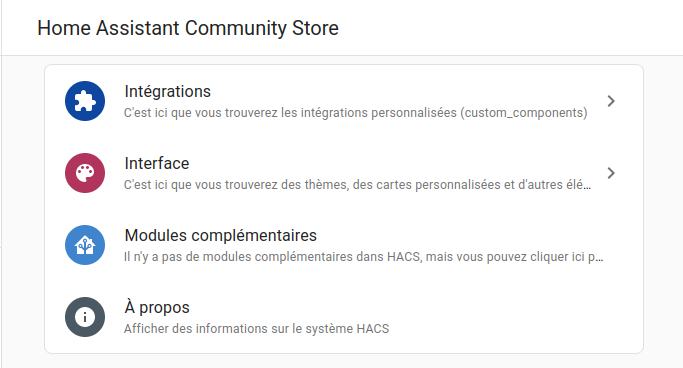 Home Assistant Community Store
Intégrations
C'est ici que vous trouverez les intégrations personnalisées (custom_components)
Interface
C'est ici que vous trouverez des thèmes, des cartes personnalisées et d'autres élé...
Modules complémentaires
Il n'y a pas de modules complémentaires dans HACS, mais vous pouvez cliquer ici p...
À propos
Afficher des informations sur le système HACS